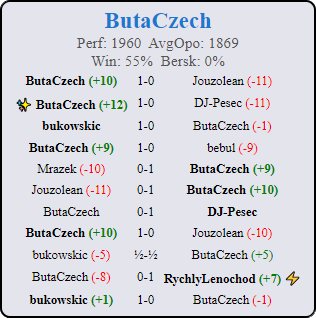 ButaCzech
Perf: 1960 AvgOpo: 1869
Win: 55% Bersk: 0%
ButaCzech (+10) 1-0 Jouzolean (-11)
ButaCzech (+12) 1-0 DJ-Pesec (-11)
bukowskic 1-0 ButaCzech (-1)
ButaCzech (+9) 1-0 bebul (-9)
Mrazek (-10) 0-1 ButaCzech (+9)
Jouzolean (-11) 0-1 ButaCzech (+10)
ButaCzech 0-1 DJ-Pesec
ButaCzech (+10) 1-0 Jouzolean (-10)
bukowskic (-5) ½-½ ButaCzech (+5)
ButaCzech (-8) 0-1 RychlyLenochod (+7)
bukowskic (+1) 1-0 ButaCzech (-1)